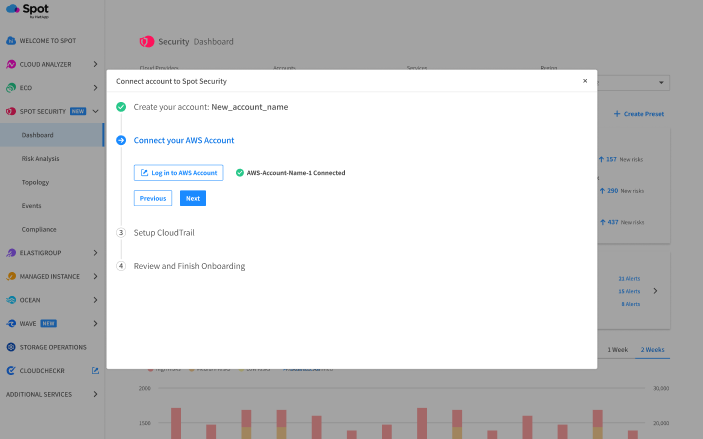 Spot
by NetApp
WELCOME TO SPOT
CLOUD ANALYZER
ECO
SPOT SECURITY NEW
Dashboard
Risk Analysis
Topology
Events
Compliance
ELASTIGROUP
MANAGED INSTANCE
OCEAN
WAVE NEW
STORAGE OPERATIONS
CLOUDCHECKR
ADDITIONAL SERVICES
Security Dashboard
Cloud Providers Accounts Services Region
Connect account to Spot Security ×
Create your account: New_account_name
Connect your AWS Account
Log in to AWS Account AWS-Account-Name-1 Connected
Previous Next
3 Setup CloudTrail
4 Review and Finish Onboarding
+ Create Preset
157 New risks
290 New risks
437 New risks
21 Alerts
8 Alerts
1 Week 2 Weeks
2000 30,000
1500 20,000